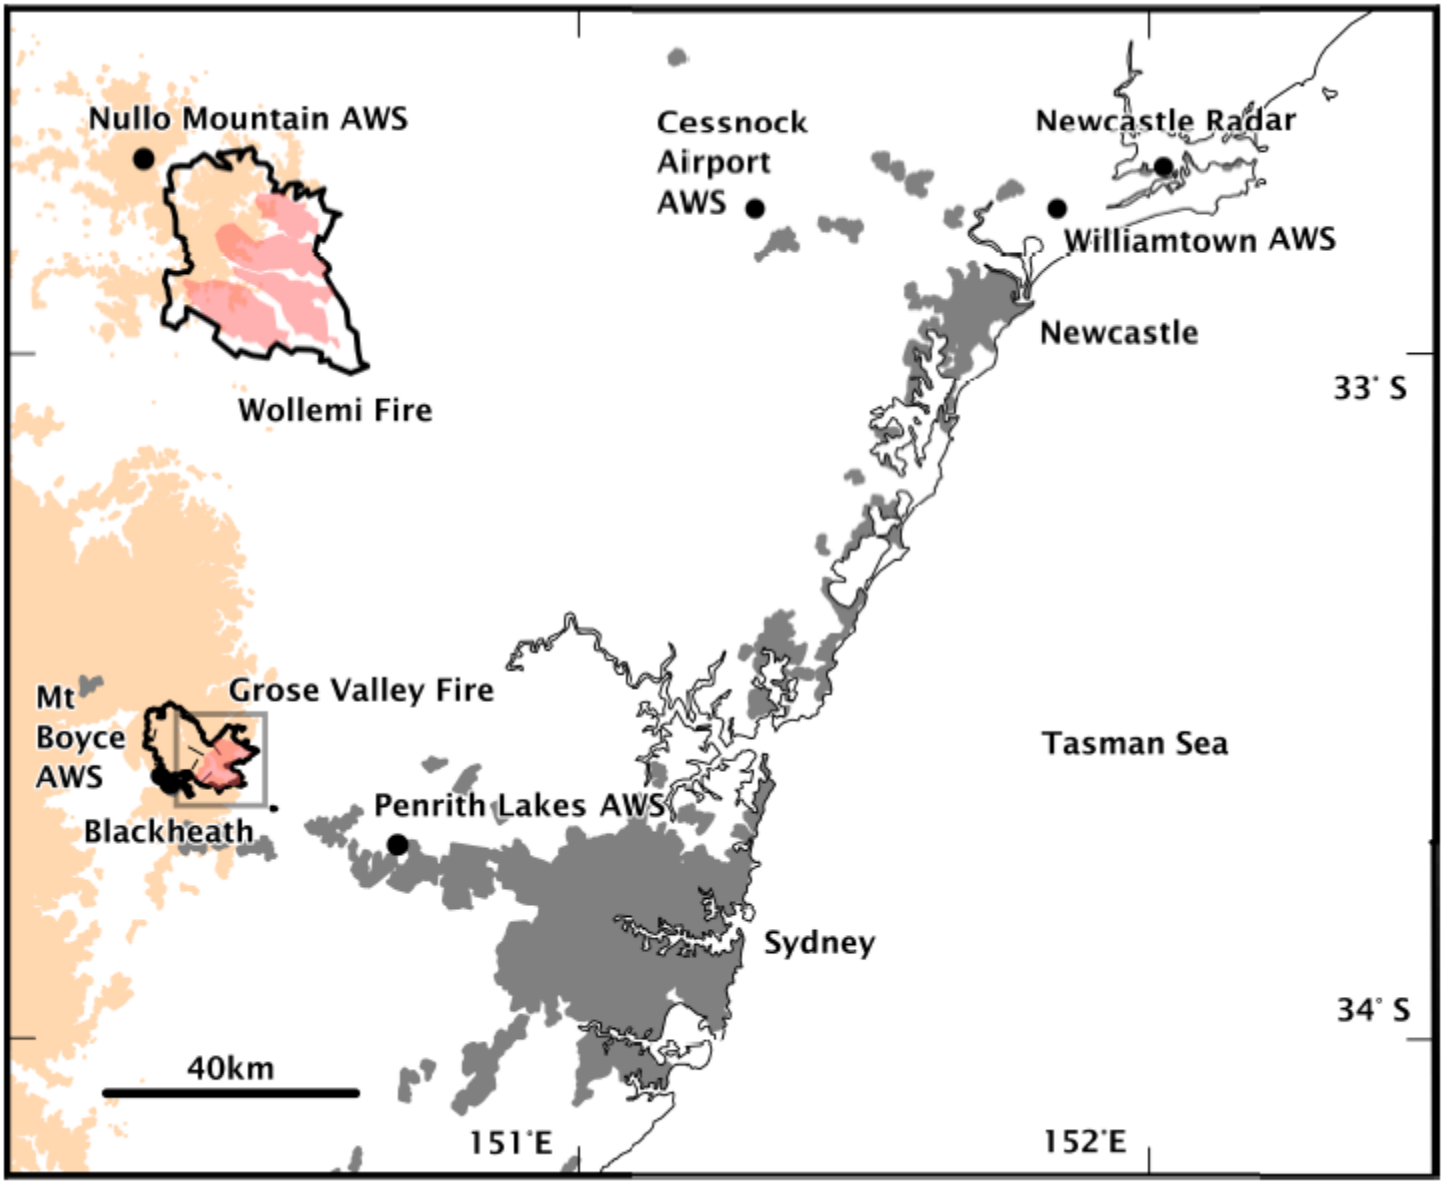 Nullo Mountain AWS
Cessnock
Airport
AWS
Newcastle Radar
Williamtown AWS
Newcastle
33° S
Wollemi Fire
Grose Valley Fire
Mt
Boyce
AWS
Tasman Sea
Penrith Lakes AWS
Blackheath
Sydney
34° S
40km
151°E
152°E